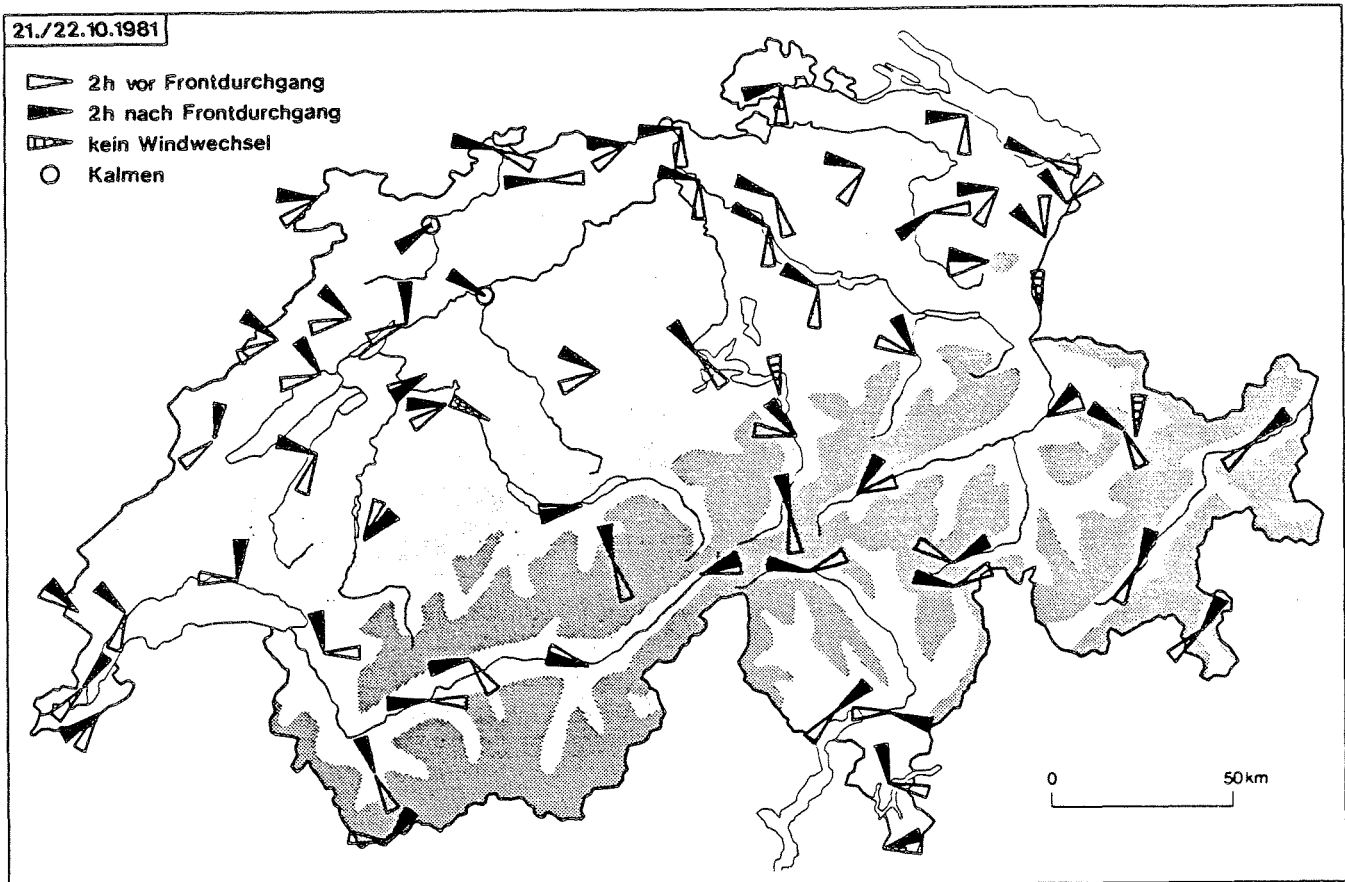 21./22.10.1981
2h vor Frontdurchgang
2h nach Frontdurchgang
kein Windwechsel
Kalmen
0 50km